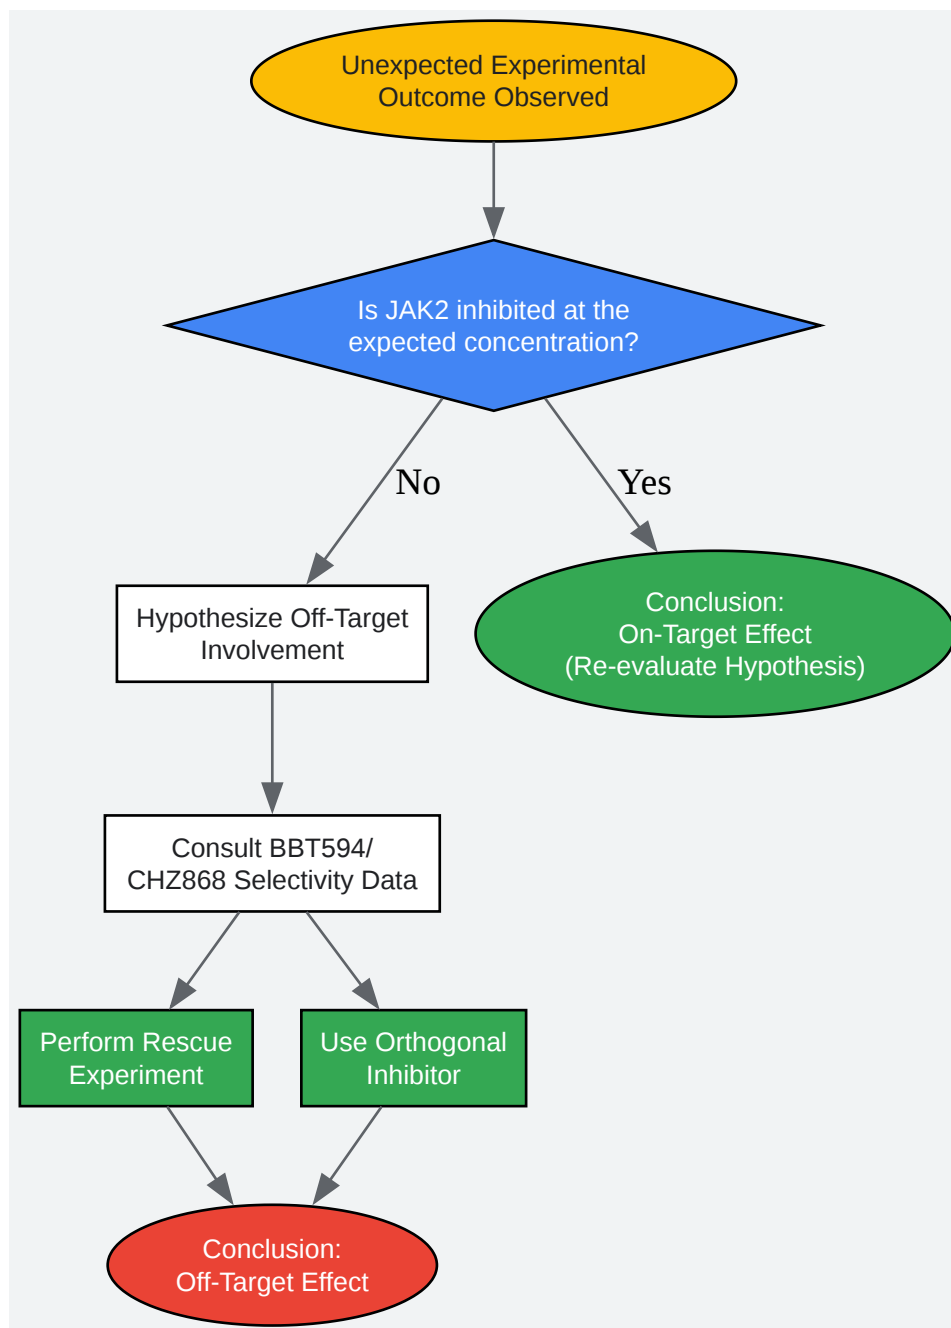 Unexpected Experimental
Outcome Observed
Is JAK2 inhibited at the
expected concentration?
No
Yes
Hypothesize Off-Target
Involvement
Conclusion:
On-Target Effect
(Re-evaluate Hypothesis)
Consult BBT594/
CHZ868 Selectivity Data
Perform Rescue
Experiment
Use Orthogonal
Inhibitor
Conclusion:
Off-Target Effect